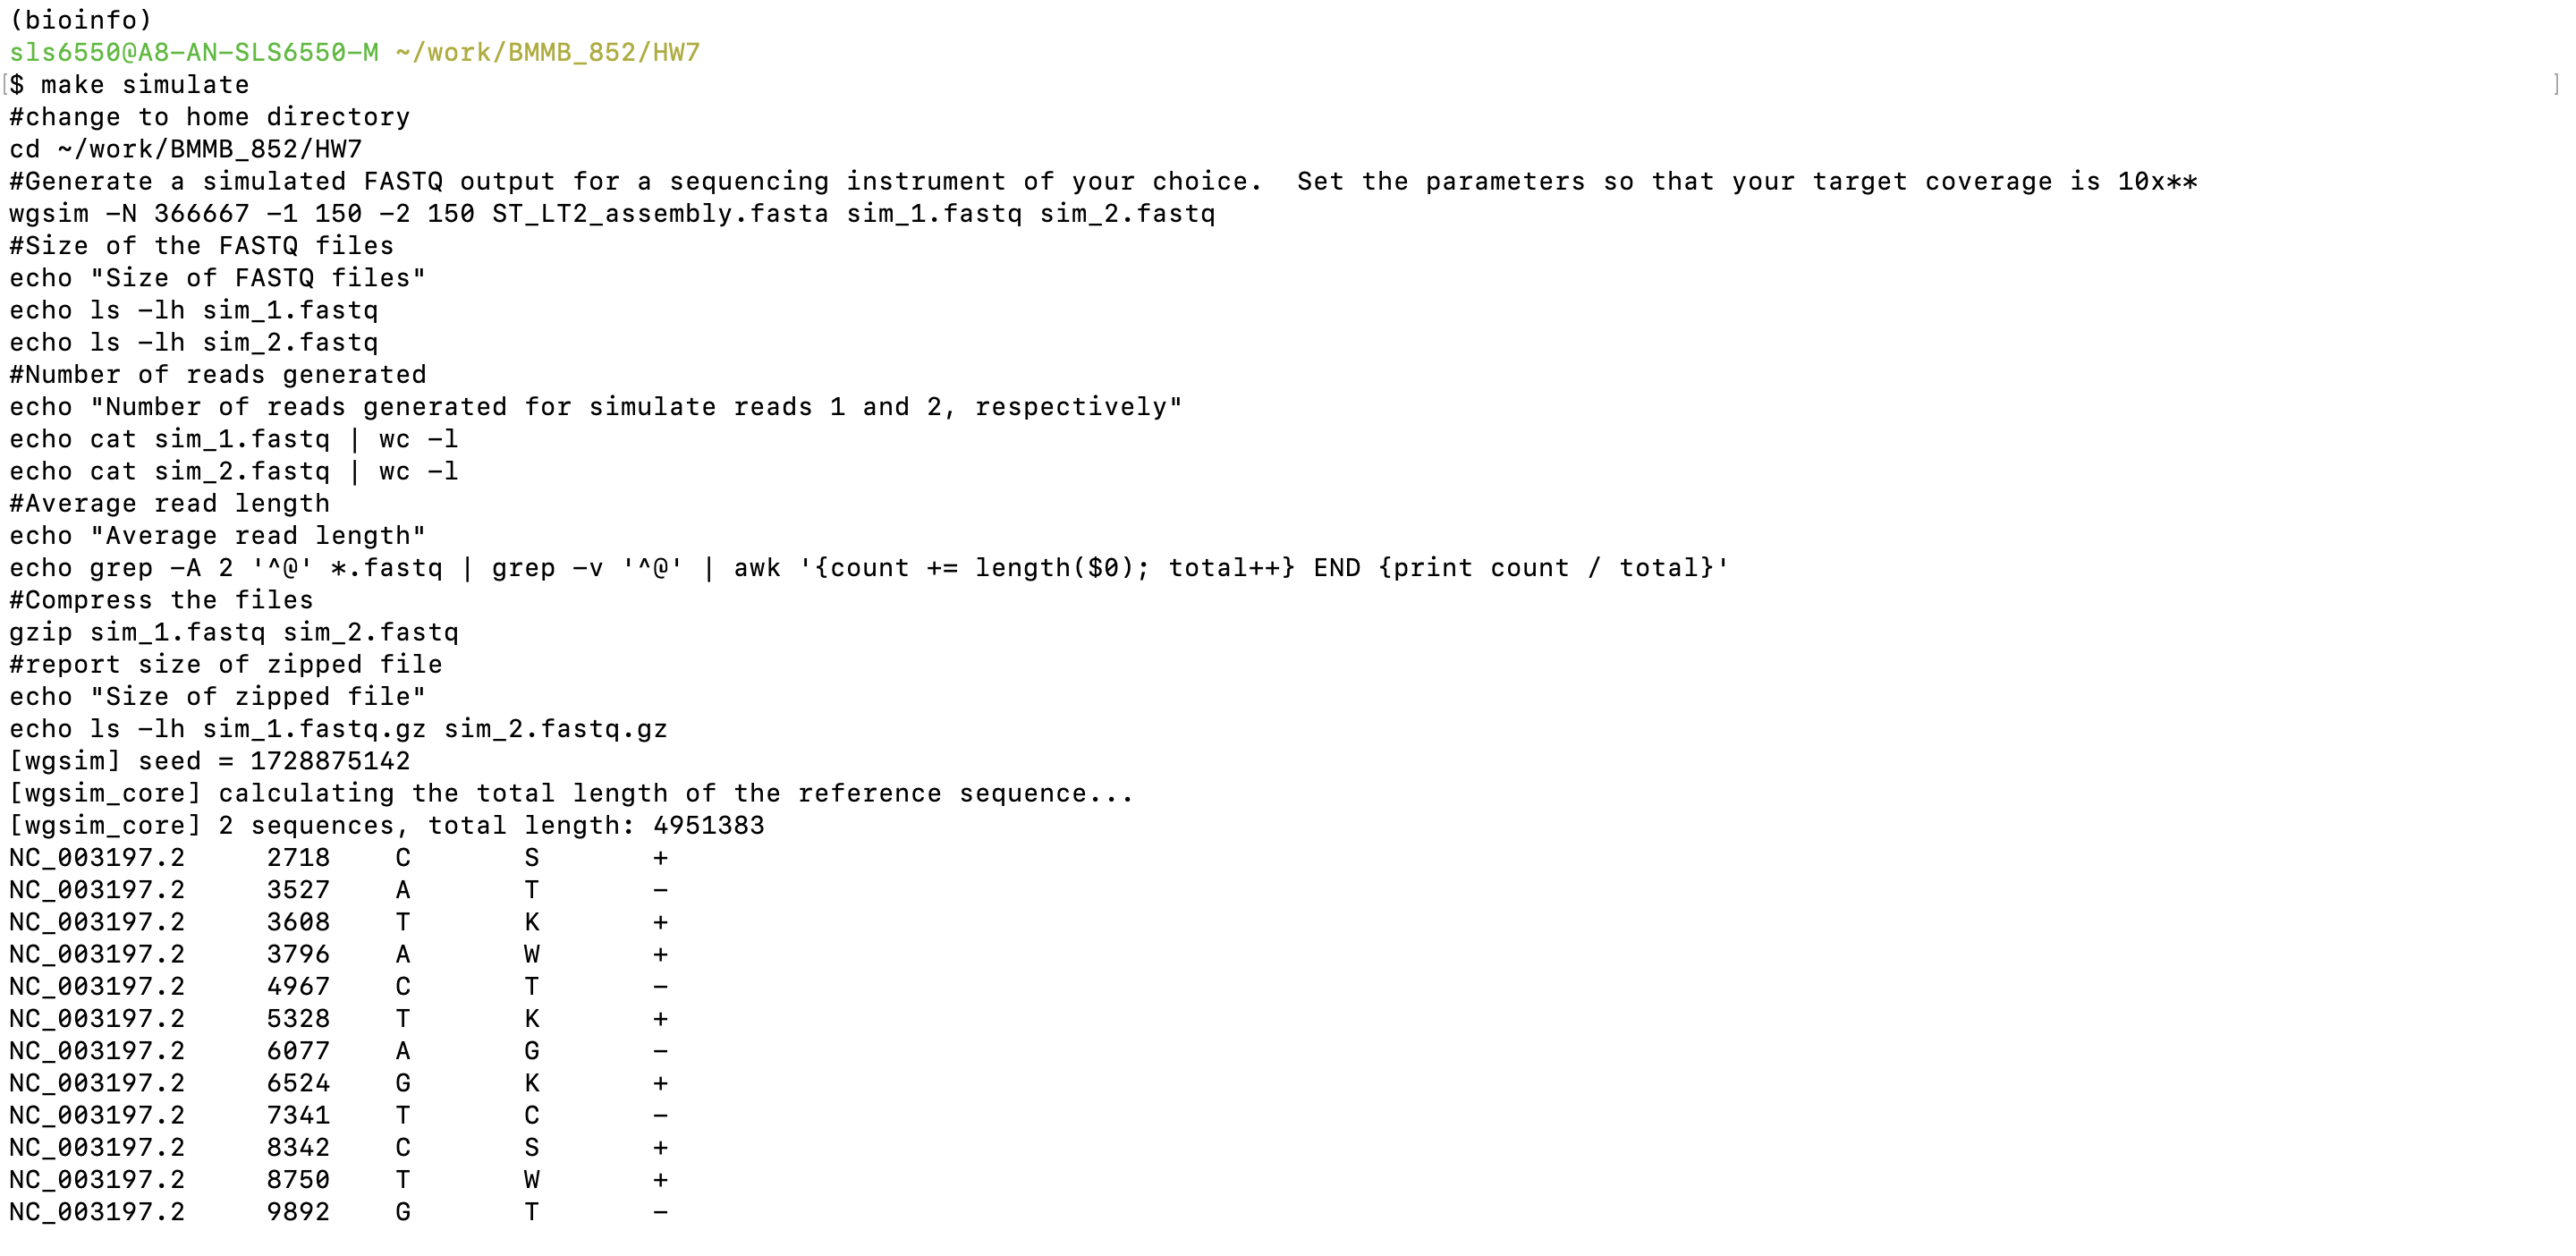 (bioinfo)
sls6550@A8-AN-SLS6550-M ~/work/BMMB_852/HW7
[$ make simulate ]
#change to home directory
cd ~/work/BMMB_852/HW7
#Generate a simulated FASTQ output for a sequencing instrument of your choice.  Set the parameters so that your target coverage is 10x**
wgsim -N 366667 -1 150 -2 150 ST_LT2_assembly.fasta sim_1.fastq sim_2.fastq
#Size of the FASTQ files
echo "Size of FASTQ files"
echo ls -lh sim_1.fastq
echo ls -lh sim_2.fastq
#Number of reads generated
echo "Number of reads generated for simulate reads 1 and 2, respectively"
echo cat sim_1.fastq | wc -l
echo cat sim_2.fastq | wc -l
#Average read length
echo "Average read length"
echo grep -A 2 '^@' *.fastq | grep -v '^@' | awk '{count += length($0); total++} END {print count / total}'
#Compress the files
gzip sim_1.fastq sim_2.fastq
#report size of zipped file
echo "Size of zipped file"
echo ls -lh sim_1.fastq.gz sim_2.fastq.gz
[wgsim] seed = 1728875142
[wgsim_core] calculating the total length of the reference sequence...
[wgsim_core] 2 sequences, total length: 4951383
NC_003197.2     2718    C       S       +
NC_003197.2     3527    A       T       -
NC_003197.2     3608    T       K       +
NC_003197.2     3796    A       W       +
NC_003197.2     4967    C       T       -
NC_003197.2     5328    T       K       +
NC_003197.2     6077    A       G       -
NC_003197.2     6524    G       K       +
NC_003197.2     7341    T       C       -
NC_003197.2     8342    C       S       +
NC_003197.2     8750    T       W       +
NC_003197.2     9892    G       T       -